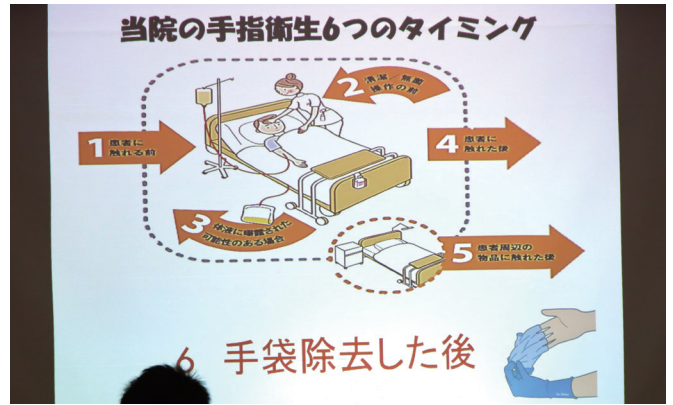 当院の手指衛生6つのタイミング
1 患者に
触れる前
2 清潔/無菌
操作の前
3 体液に曝露された
可能性のある場合
4 患者に
触れた後
5 患者周辺の
物品に触れた後
6 手袋除去した後